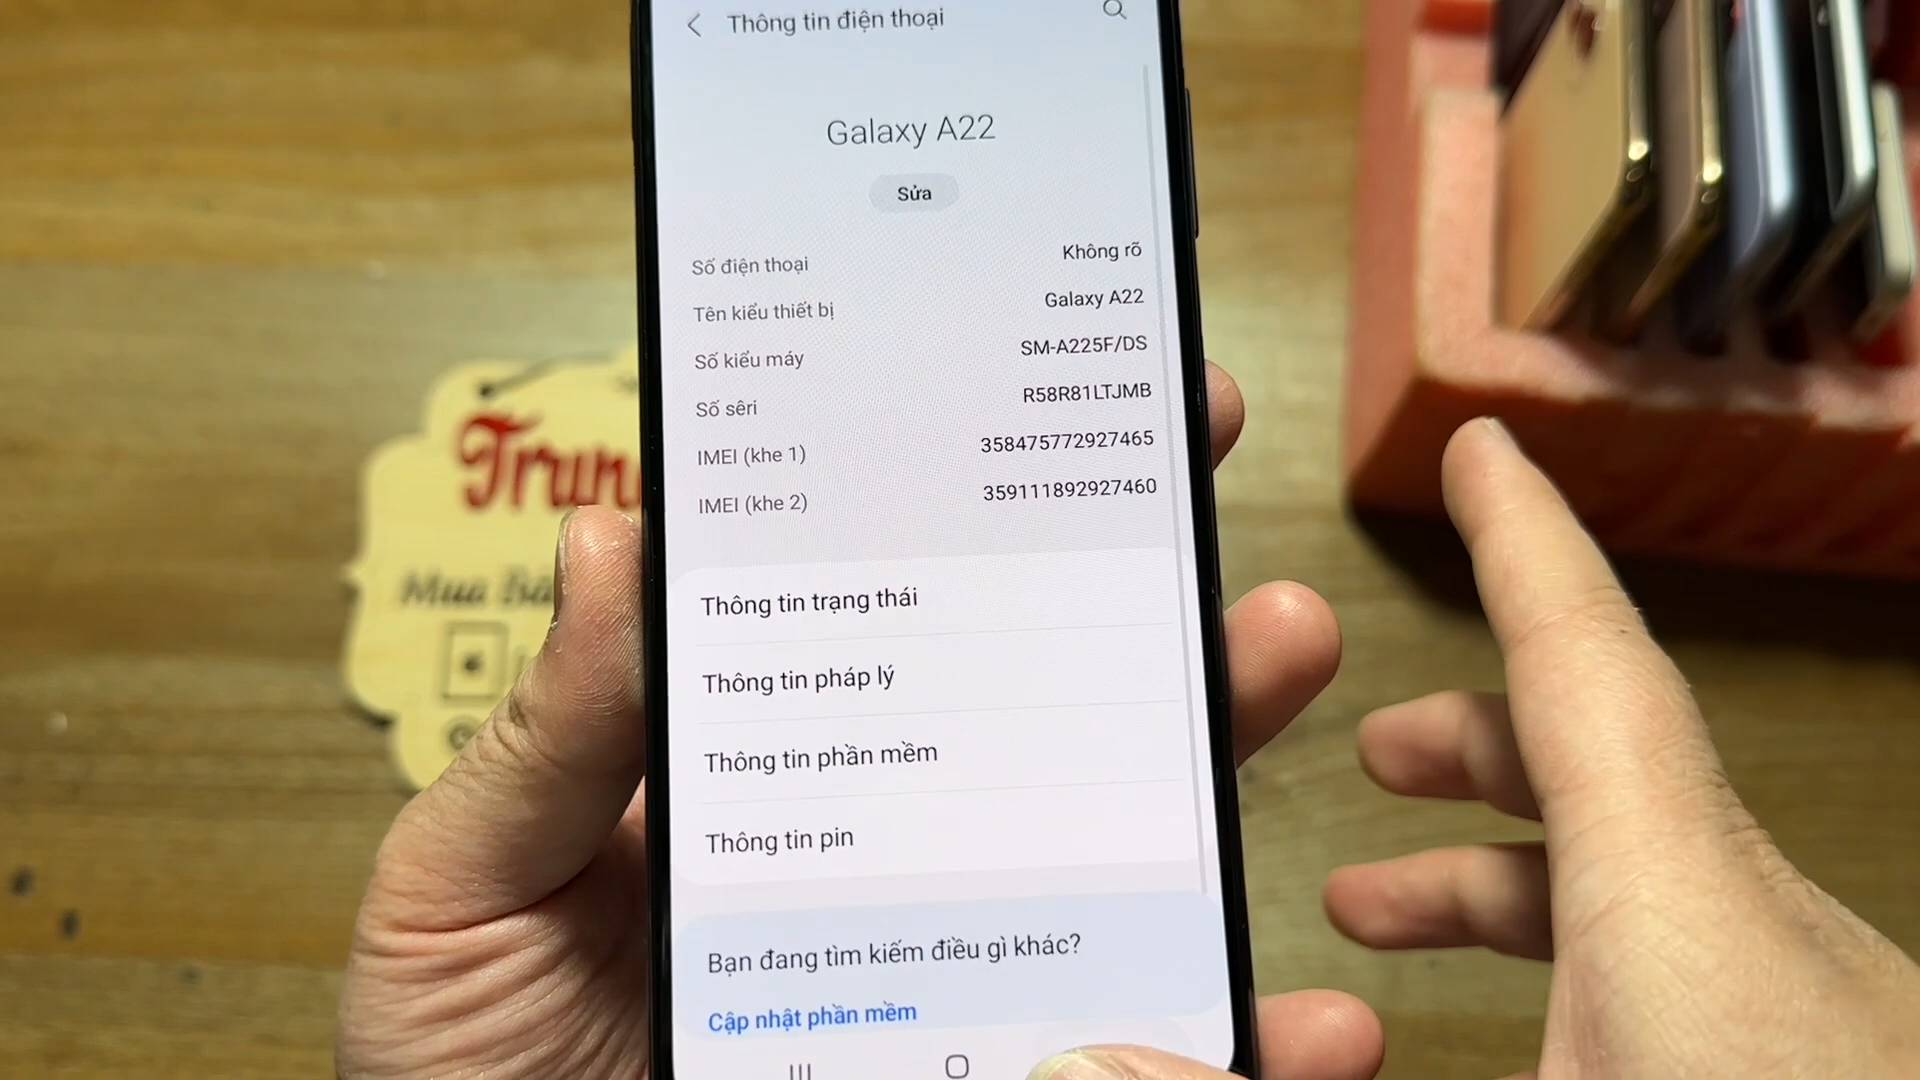 Thông tin điện thoại
Galaxy A22
Sửa
Số điện thoại Không rõ
Tên kiểu thiết bị Galaxy A22
Số kiểu máy SM-A225F/DS
Số sêri R58R81LTJMB
IMEI (khe 1) 358475772927465
IMEI (khe 2) 359111892927460
Thông tin trạng thái
Thông tin pháp lý
Thông tin phần mềm
Thông tin pin
Bạn đang tìm kiếm điều gì khác?
Cập nhật phần mềm
Trun
Mua Bá